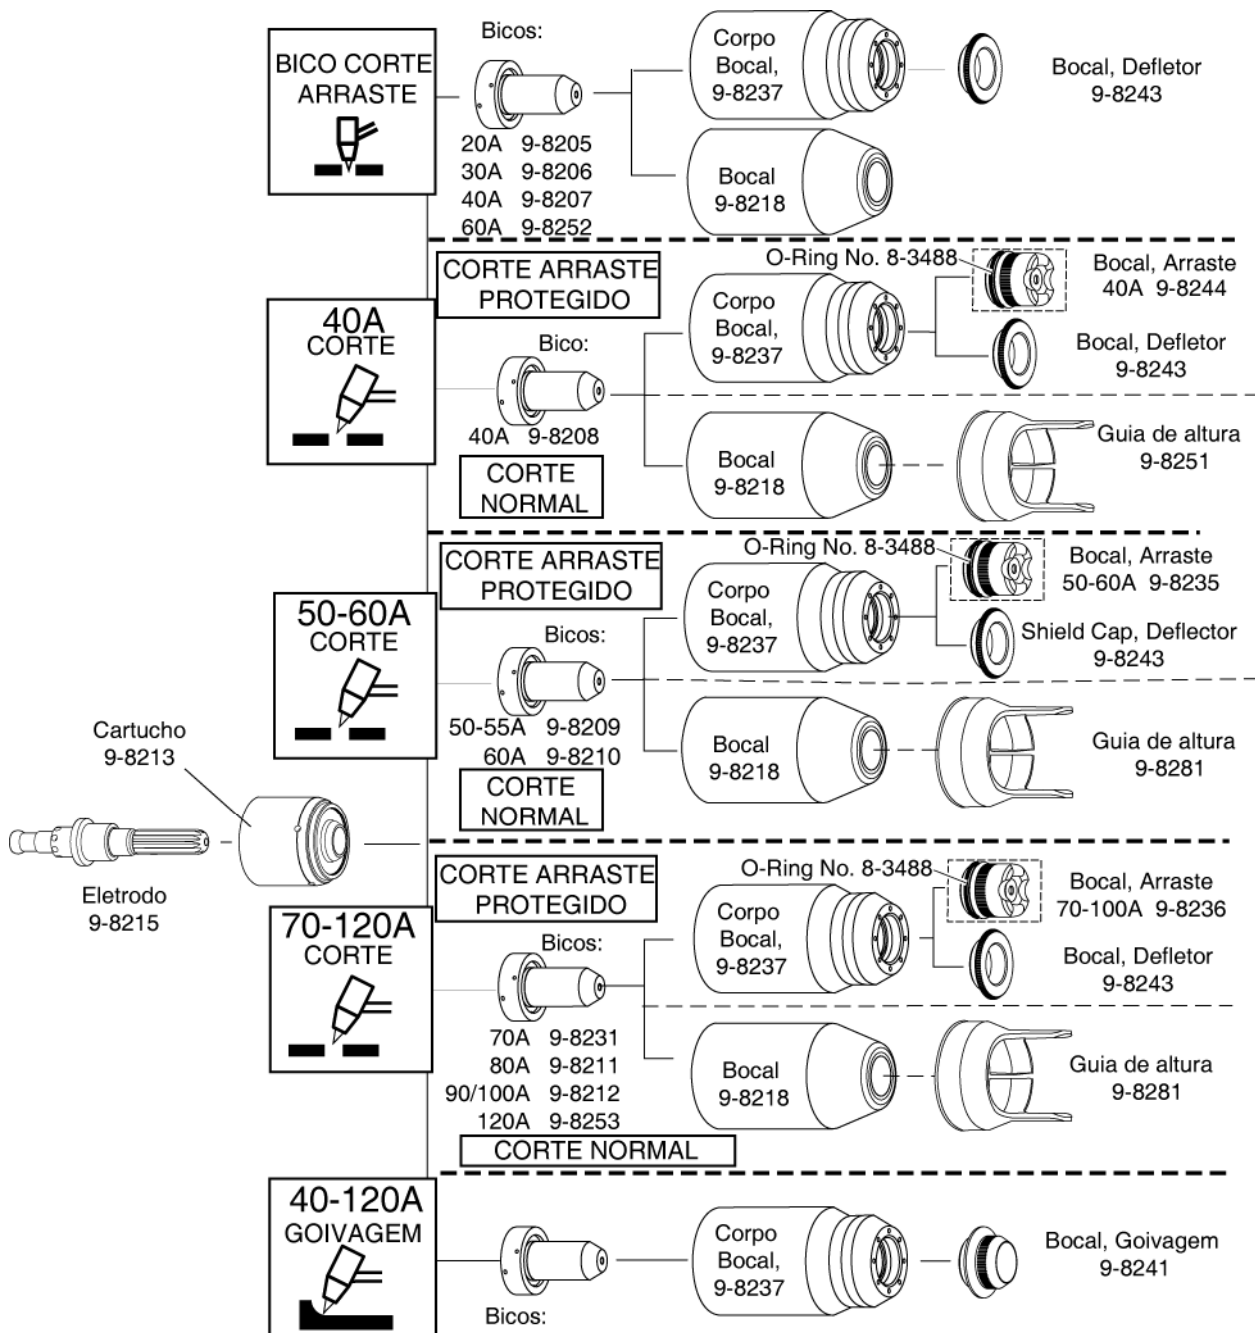 BICO CORTE
ARRASTE
Bicos:
20A 9-8205
30A 9-8206
40A 9-8207
60A 9-8252
Corpo
Bocal,
9-8237
Bocal, Defletor
9-8243
Bocal
9-8218
CORTE ARRASTE
PROTEGIDO
40A
CORTE
Bico:
40A 9-8208
CORTE
NORMAL
Corpo
Bocal,
9-8237
O-Ring No. 8-3488
Bocal, Arraste
40A 9-8244
Bocal, Defletor
9-8243
Bocal
9-8218
Guia de altura
9-8251
CORTE ARRASTE
PROTEGIDO
50-60A
CORTE
Bicos:
50-55A 9-8209
60A 9-8210
CORTE
NORMAL
Corpo
Bocal,
9-8237
O-Ring No. 8-3488
Bocal, Arraste
50-60A 9-8235
Shield Cap, Deflector
9-8243
Bocal
9-8218
Guia de altura
9-8281
Cartucho
9-8213
Eletrodo
9-8215
CORTE ARRASTE
PROTEGIDO
70-120A
CORTE
Bicos:
70A 9-8231
80A 9-8211
90/100A 9-8212
120A 9-8253
CORTE NORMAL
Corpo
Bocal,
9-8237
O-Ring No. 8-3488
Bocal, Arraste
70-100A 9-8236
Bocal, Defletor
9-8243
Bocal
9-8218
Guia de altura
9-8281
40-120A
GOIVAGEM
Bicos:
Corpo
Bocal,
9-8237
Bocal, Goivagem
9-8241